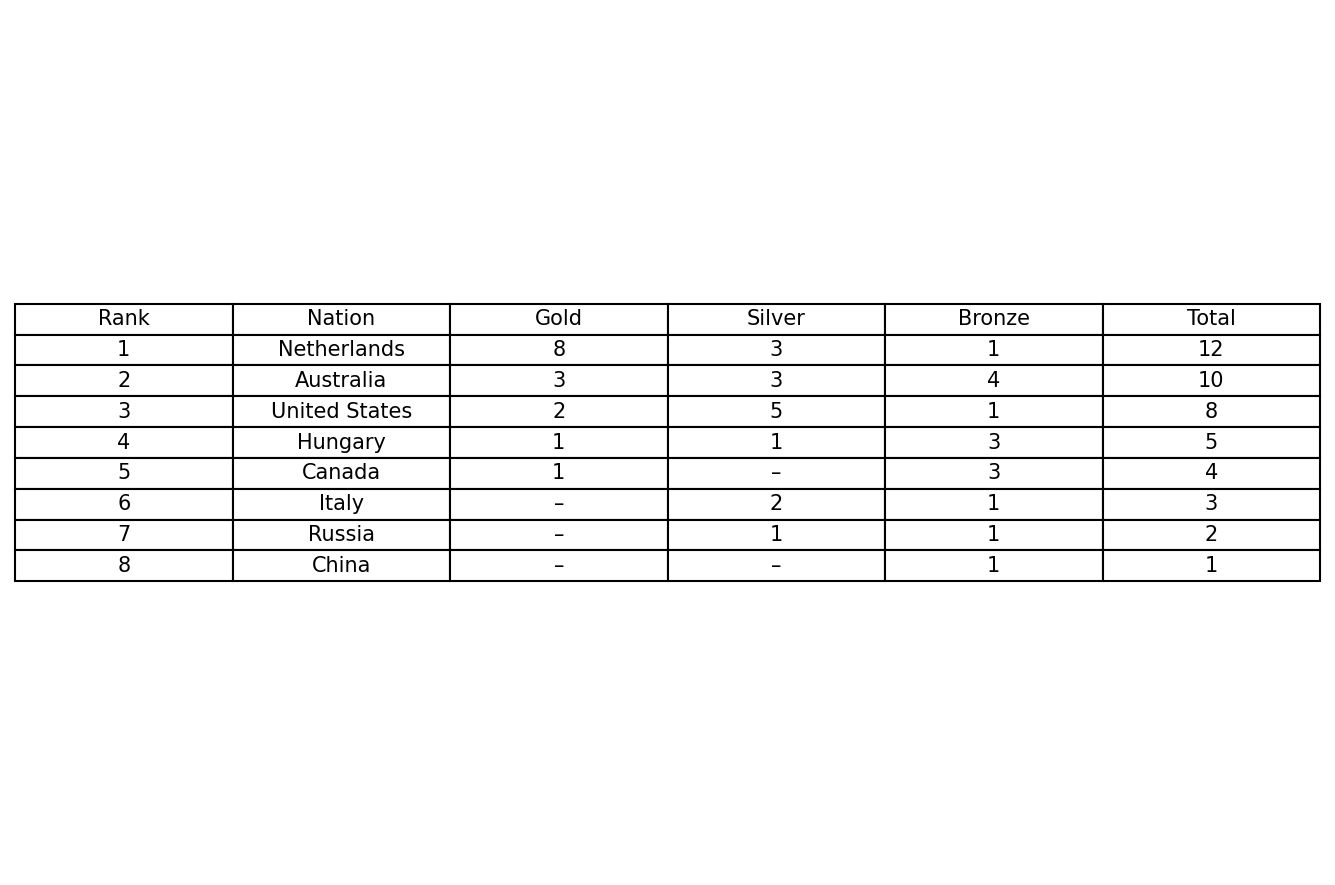 Rank Nation Gold Silver Bronze Total
1 Netherlands 8 3 1 12
2 Australia 3 3 4 10
3 United States 2 5 1 8
4 Hungary 1 1 3 5
5 Canada 1 – 3 4
6 Italy – 2 1 3
7 Russia – 1 1 2
8 China – – 1 1